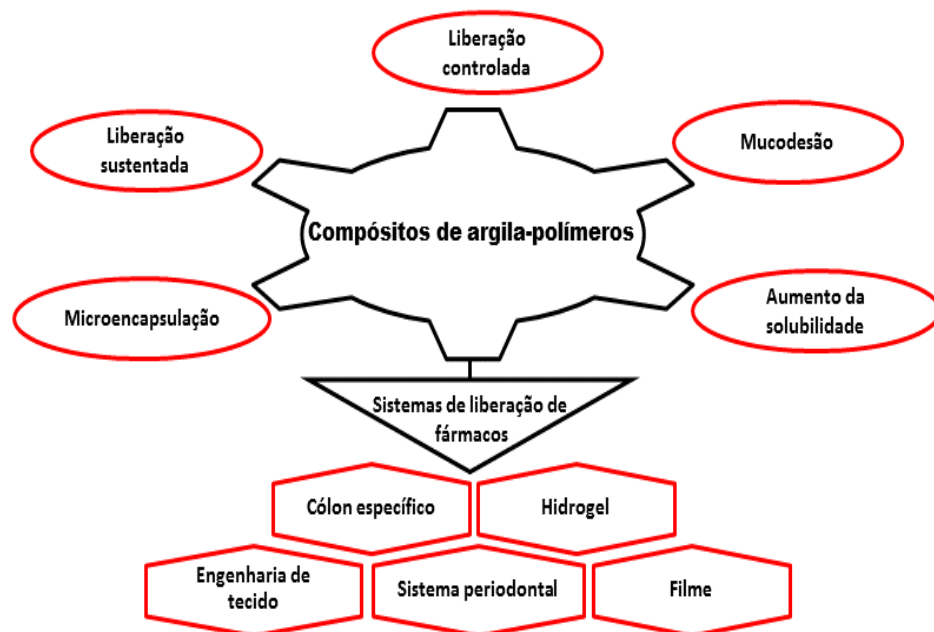 Liberação
controlada
Liberação
sustentada
Mucodesão
Compósitos de argila-polímeros
Microencapsulação
Aumento da
solubilidade
Sistemas de liberação de
fármacos
Cólon específico
Hidrogel
Engenharia de
tecido
Sistema periodontal
Filme